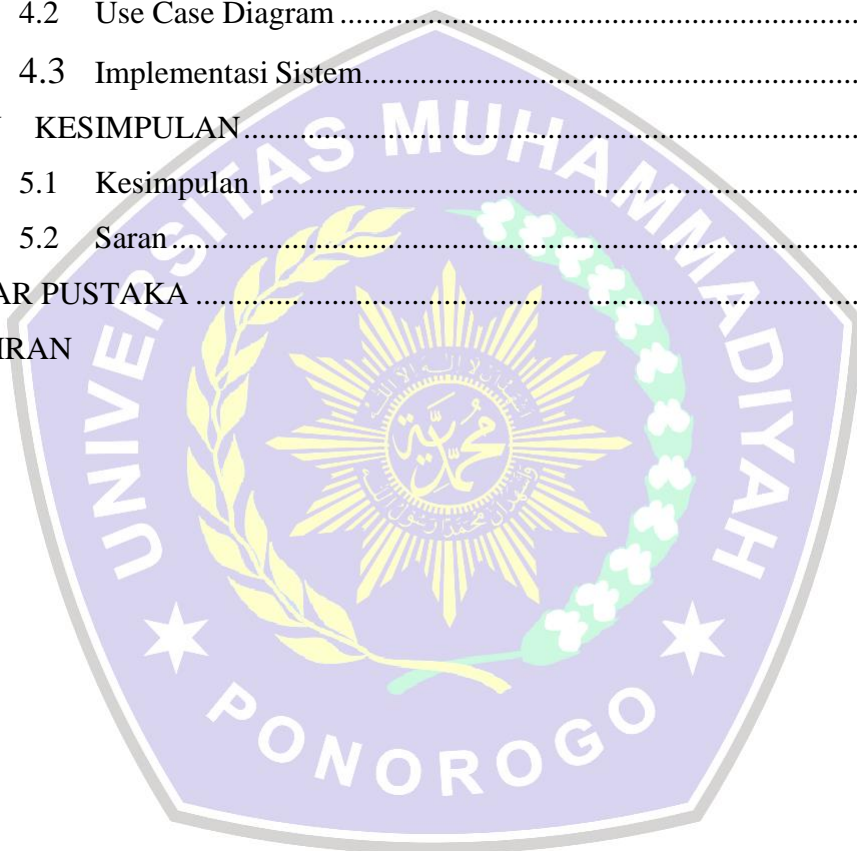 4.2 Use Case Diagram ................................................................
4.3 Implementasi Sistem................................................................
KESIMPULAN................................................................
5.1 Kesimpulan................................................................
5.2 Saran ................................................................
AR PUSTAKA ................................................................
IRAN
UNIVERSITAS MUHAMMADIYAH
PONOROGO
محمدية